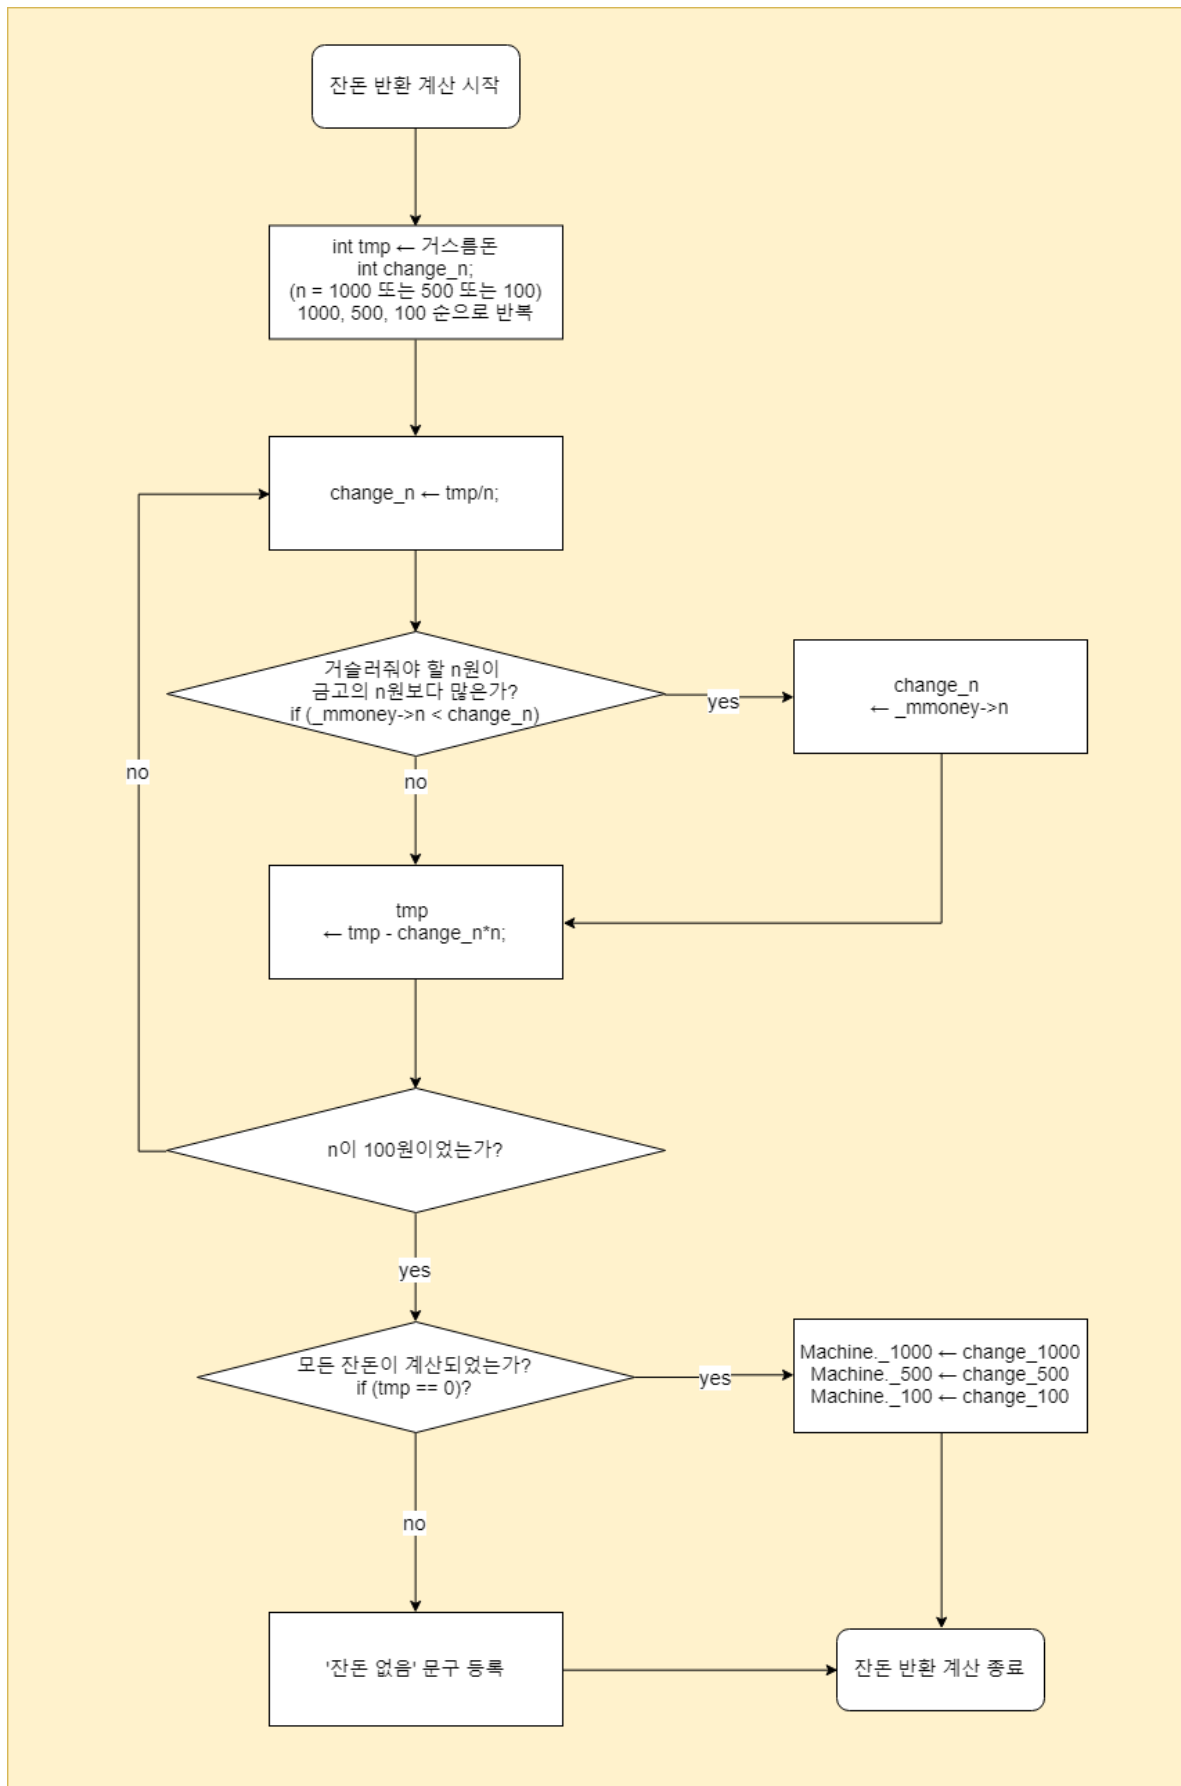 잔돈 반환 계산 시작
int tmp ← 거스름돈
int change_n;
(n = 1000 또는 500 또는 100)
1000, 500, 100 순으로 반복
change_n ← tmp/n;
거슬러줘야 할 n원이
금고의 n원보다 많은가?
if (_mmoney->n < change_n)
yes
change_n
← _mmoney->n
no
no
tmp
← tmp - change_n*n;
n이 100원이었는가?
yes
모든 잔돈이 계산되었는가?
if (tmp == 0)?
yes
Machine._1000 ← change_1000
Machine._500 ← change_500
Machine._100 ← change_100
no
'잔돈 없음' 문구 등록
잔돈 반환 계산 종료